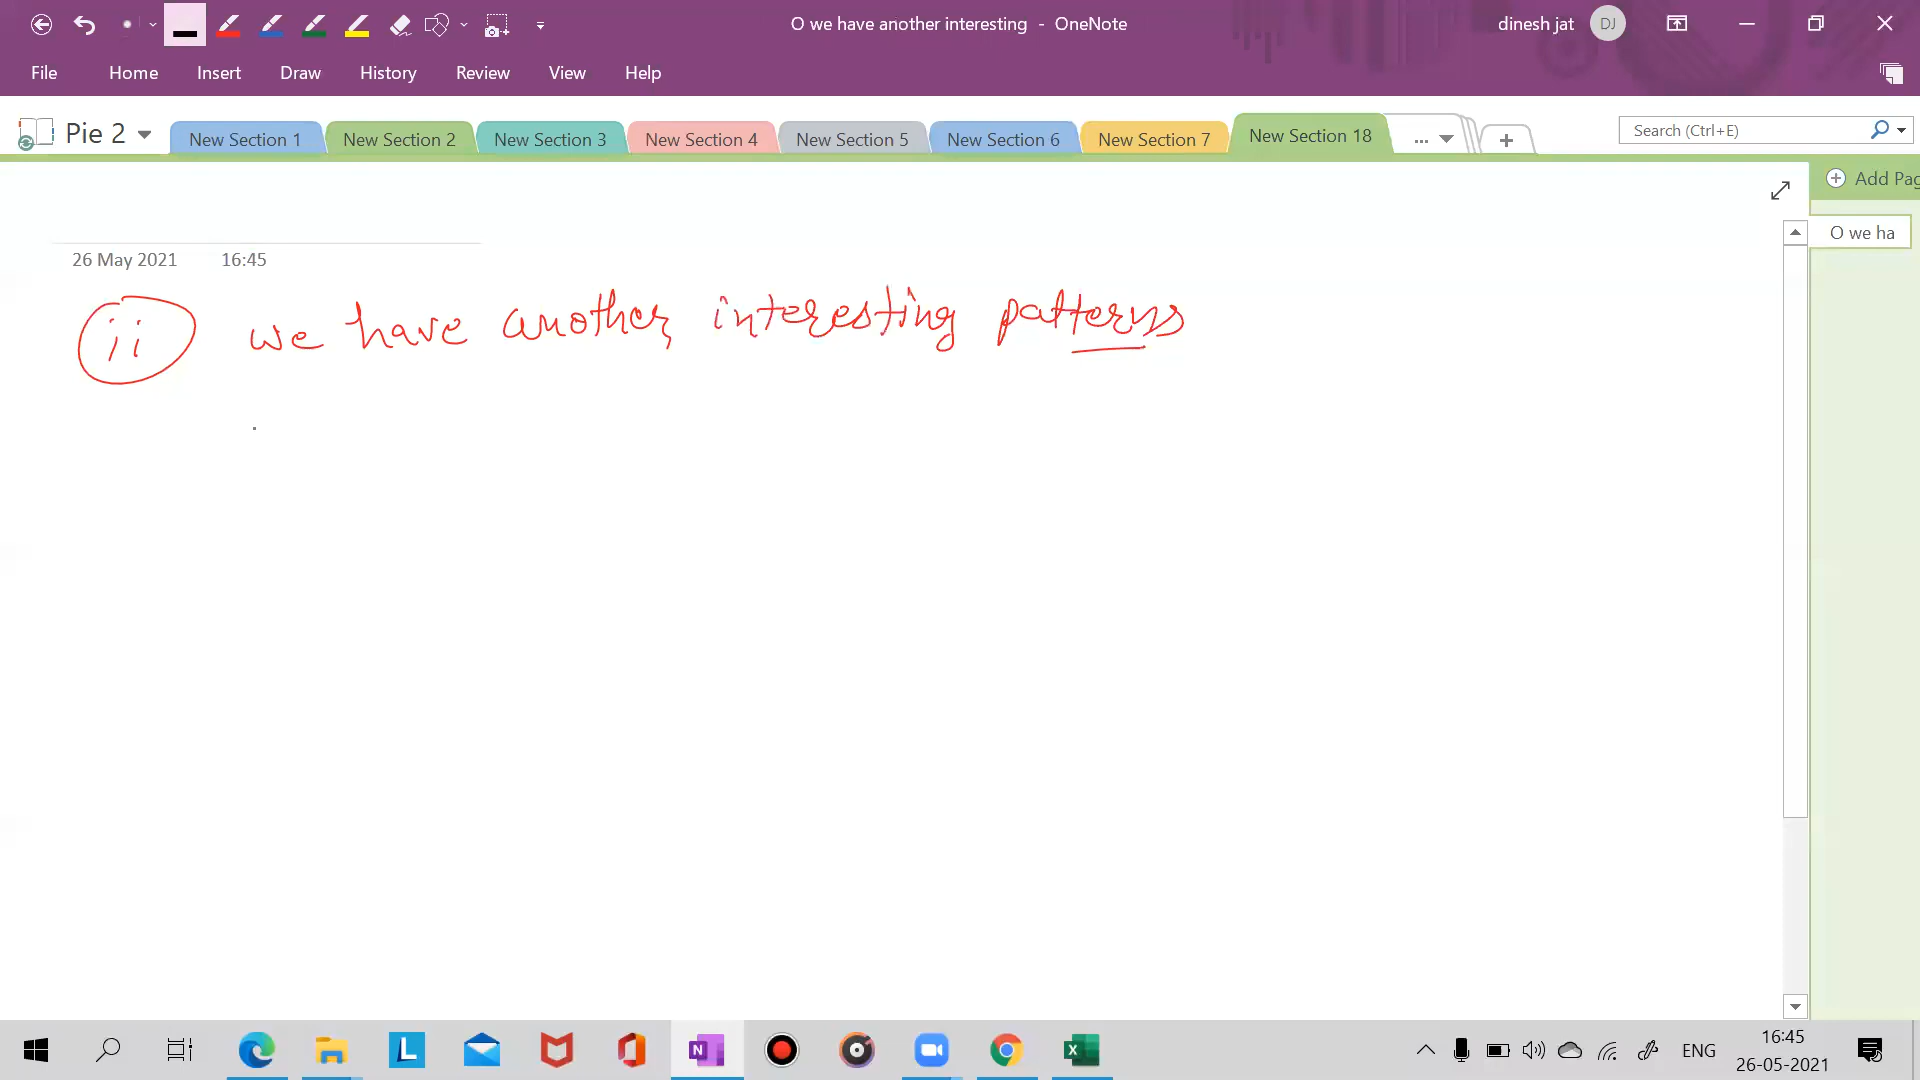 O we have another interesting - OneNote
dinesh jat
DJ
File Home Insert Draw History Review View Help
Pie 2
New Section 1 New Section 2 New Section 3 New Section 4 New Section 5 New Section 6 New Section 7 New Section 18 ... +
Search (Ctrl+E)
Add Pag
O we ha
26 May 2021 16:45
ii we have another interesting patterns
L
N
X
ENG
16:45
26-05-2021